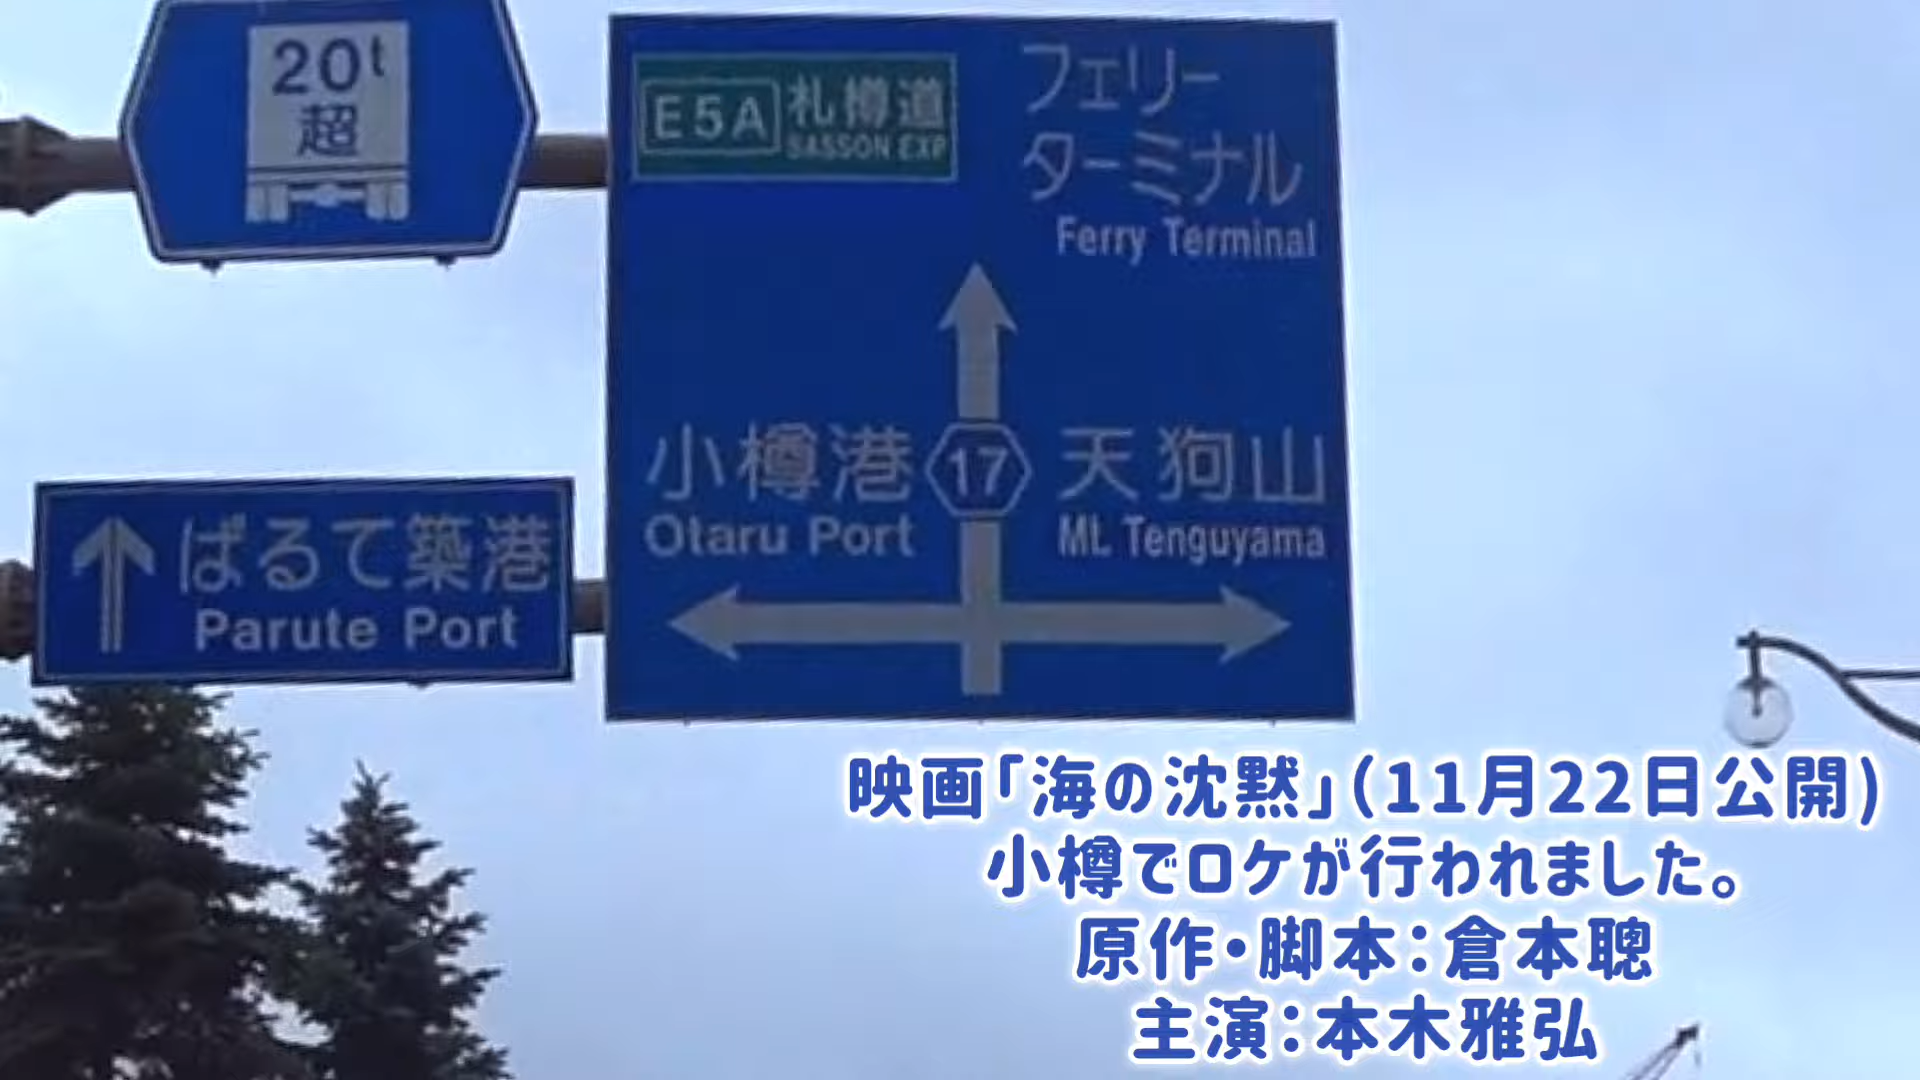 20t
超
E5A 札樽道
SASSON EXP
フェリー
ターミナル
Ferry Terminal
小樽港 17 天狗山
Otaru Port Mt. Tenguyama
ぱるて築港
Parute Port
映画「海の沈黙」(11月22日公開)
小樽でロケが行われました。
原作・脚本:倉本聰
主演:本木雅弘